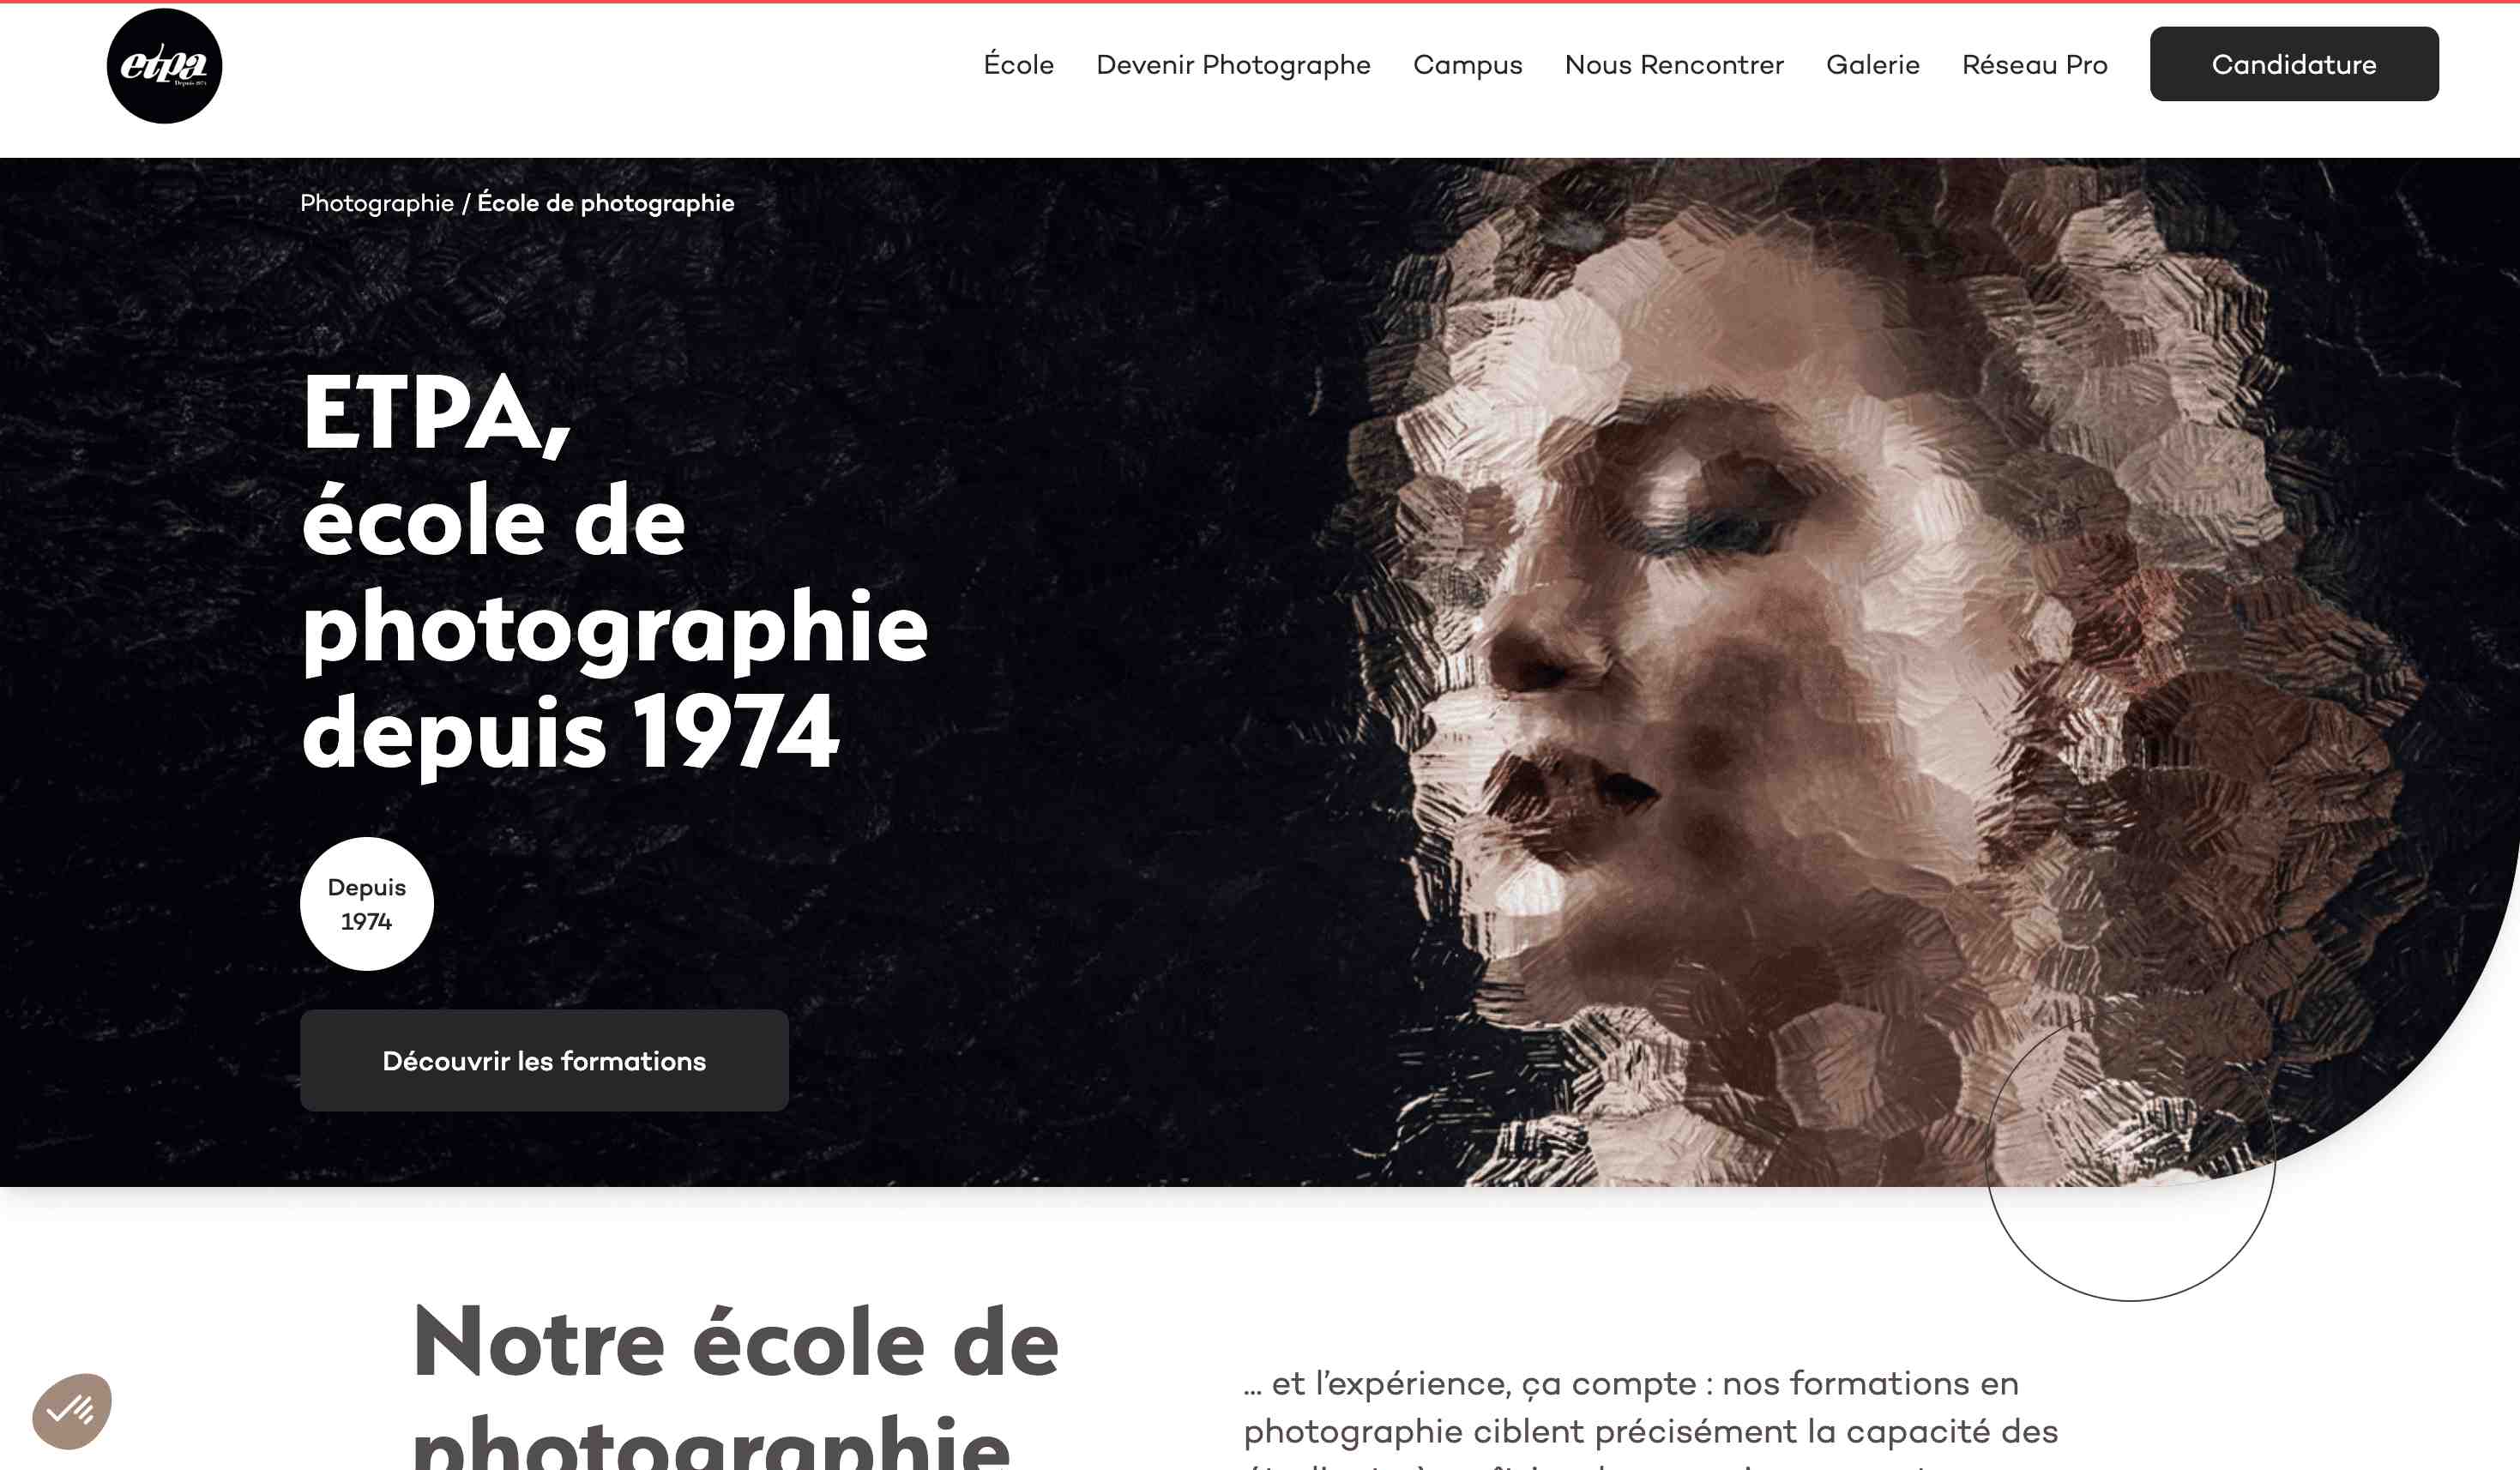 etpa
Depuis 1974
École
Devenir Photographe
Campus
Nous Rencontrer
Galerie
Réseau Pro
Candidature
Photographie / École de photographie
ETPA,
école de
photographie
depuis 1974
Depuis
1974
Découvrir les formations
Notre école de
photographie
... et l’expérience, ça compte : nos formations en
photographie ciblent précisément la capacité des